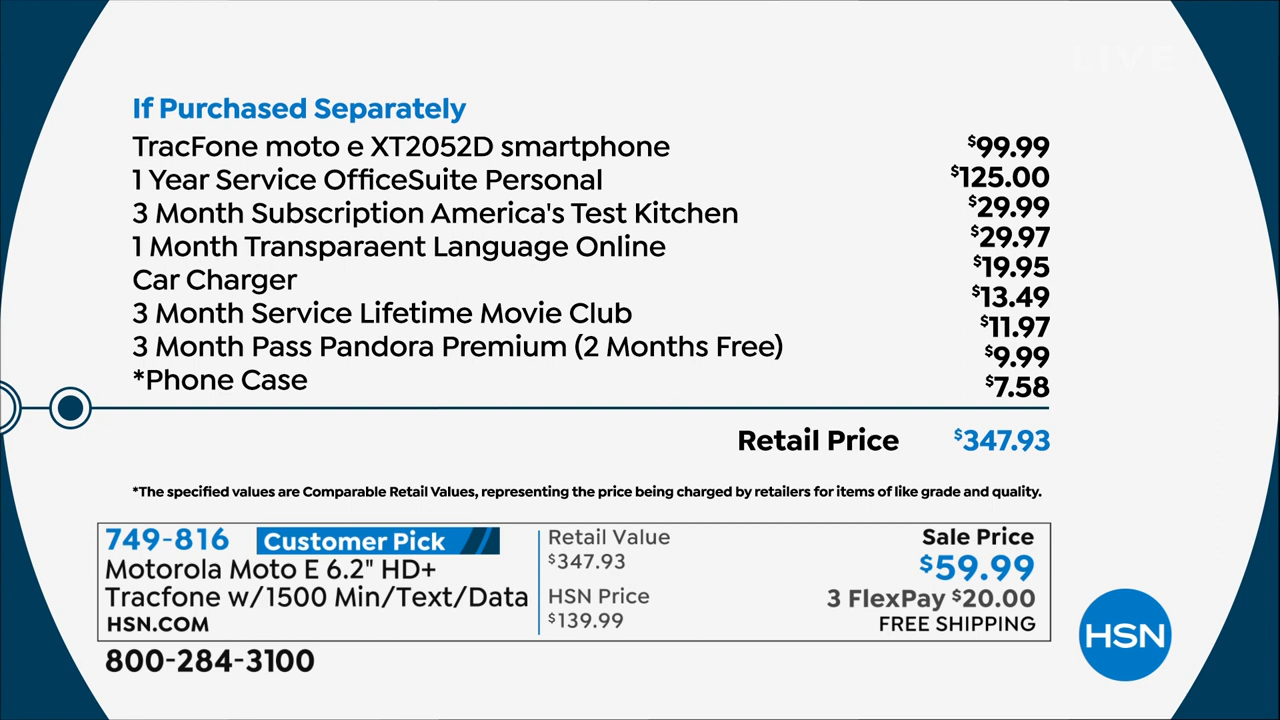 LIVE
If Purchased Separately
TracFone moto e XT2052D smartphone $99.99
1 Year Service OfficeSuite Personal $125.00
3 Month Subscription America's Test Kitchen $29.99
1 Month Transparaent Language Online $29.97
Car Charger $19.95
3 Month Service Lifetime Movie Club $13.49
3 Month Pass Pandora Premium (2 Months Free) $11.97
*Phone Case $9.99
$7.58
Retail Price $347.93
*The specified values are Comparable Retail Values, representing the price being charged by retailers for items of like grade and quality.
749-816 Customer Pick
Motorola Moto E 6.2" HD+
Tracfone w/1500 Min/Text/Data
HSN.COM
Retail Value
$347.93
HSN Price
$139.99
Sale Price
$59.99
3 FlexPay $20.00
FREE SHIPPING
HSN
800-284-3100